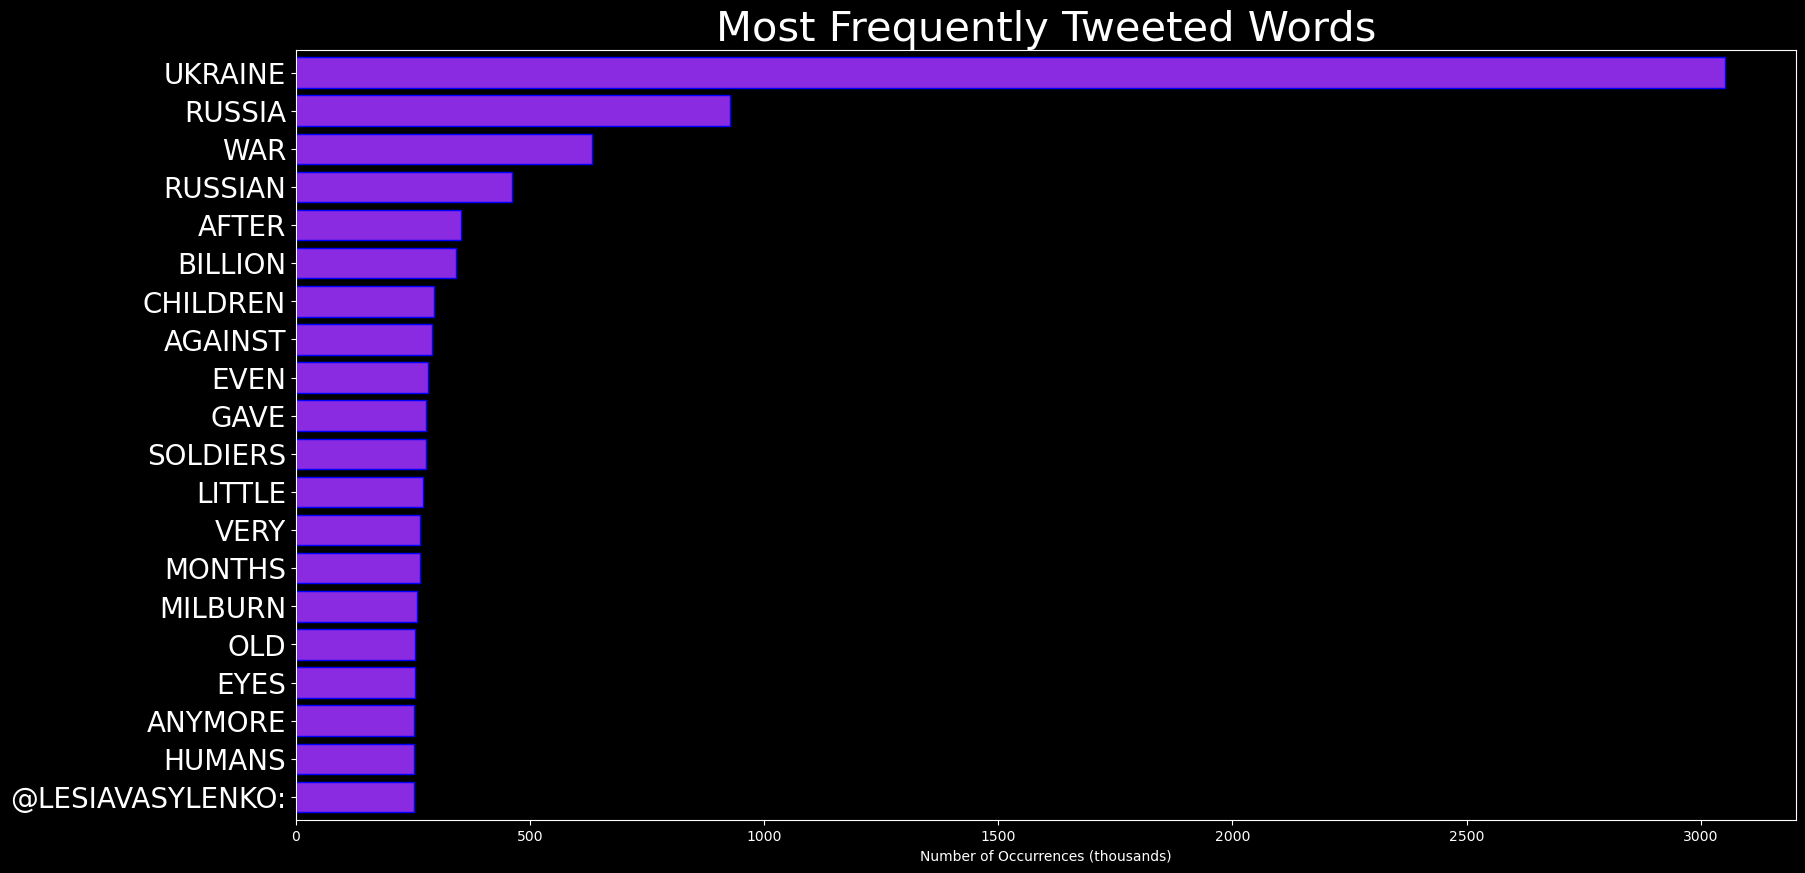 Most Frequently Tweeted Words
UKRAINE
RUSSIA
WAR
RUSSIAN
AFTER
BILLION
CHILDREN
AGAINST
EVEN
GAVE
SOLDIERS
LITTLE
VERY
MONTHS
MILBURN
OLD
EYES
ANYMORE
HUMANS
@LESIAVASYLENKO:
0 500 1000 1500 2000 2500 3000
Number of Occurrences (thousands)